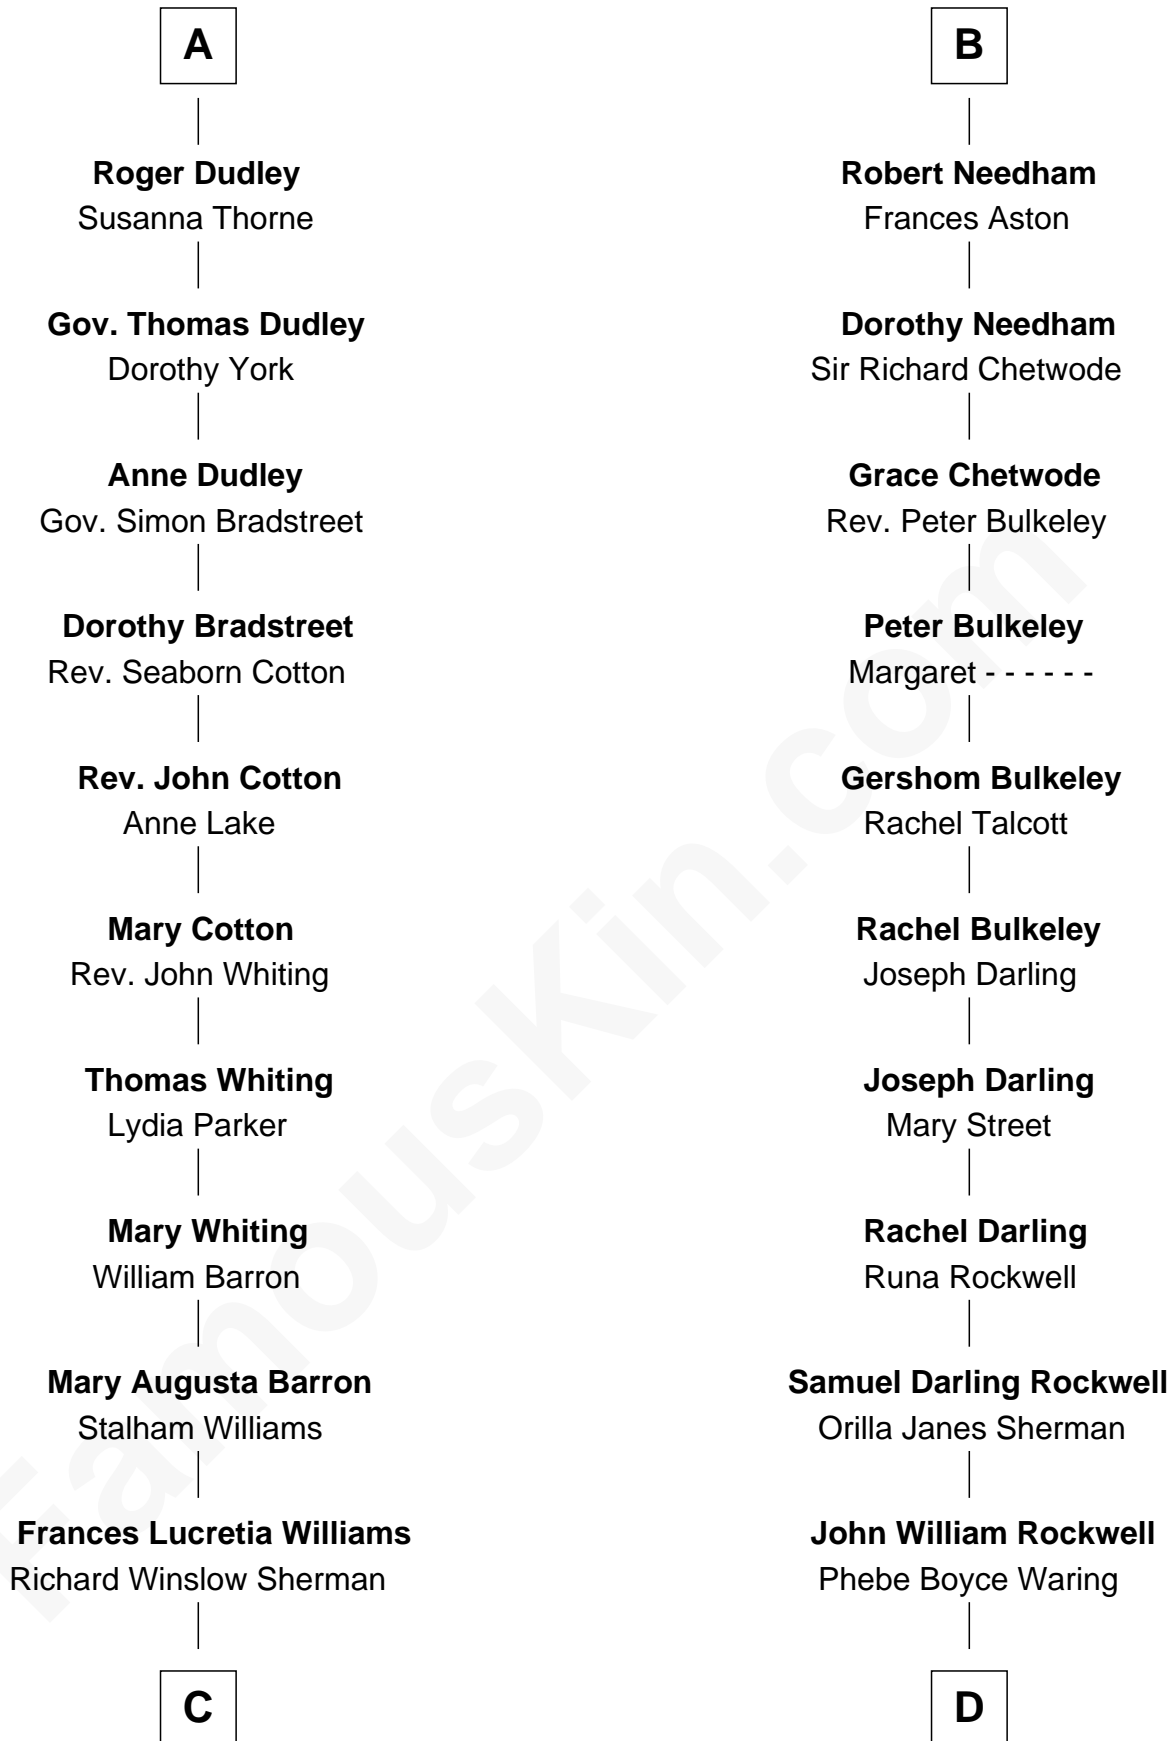 A
Roger Dudley
Susanna Thorne
Gov. Thomas Dudley
Dorothy York
Anne Dudley
Gov. Simon Bradstreet
Dorothy Bradstreet
Rev. Seaborn Cotton
Rev. John Cotton
Anne Lake
Mary Cotton
Rev. John Whiting
Thomas Whiting
Lydia Parker
Mary Whiting
William Barron
Mary Augusta Barron
Stalham Williams
Frances Lucretia Williams
Richard Winslow Sherman
C
B
Robert Needham
Frances Aston
Dorothy Needham
Sir Richard Chetwode
Grace Chetwode
Rev. Peter Bulkeley
Peter Bulkeley
Margaret - - - - - -
Gershom Bulkeley
Rachel Talcott
Rachel Bulkeley
Joseph Darling
Joseph Darling
Mary Street
Rachel Darling
Runa Rockwell
Samuel Darling Rockwell
Orilla Janes Sherman
John William Rockwell
Phebe Boyce Waring
D
FamousKin.com